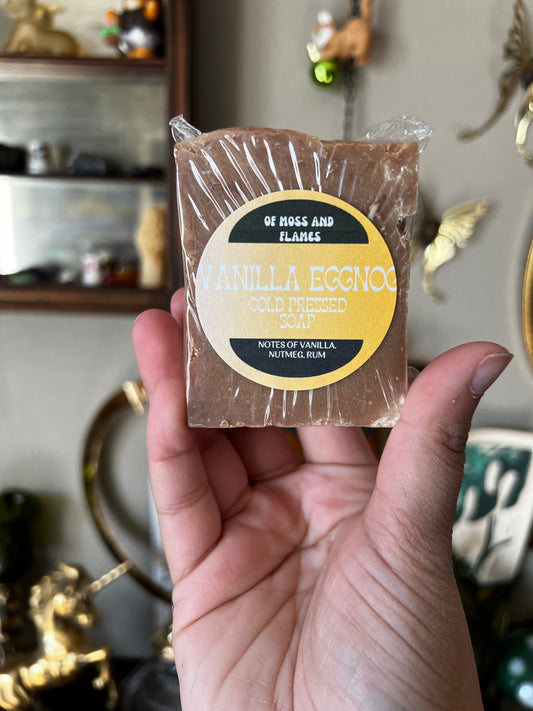 OF MOSS AND
FLAMES
VANILLA EGGNOG
COLD PRESSED
SOAP
NOTES OF VANILLA,
NUTMEG, RUM